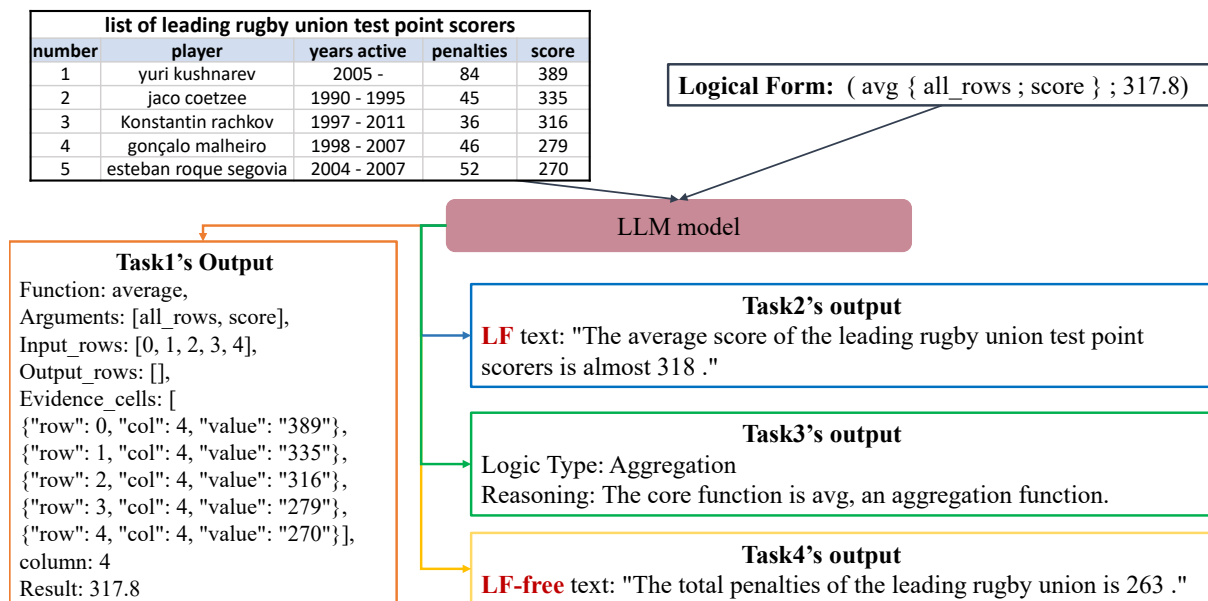 list of leading rugby union test point scorers
number player years active penalties score
1 yuri kushnarev 2005 - 84 389
2 jaco coetzee 1990 - 1995 45 335
3 Konstantin rachkov 1997 - 2011 36 316
4 gonçalo malheiro 1998 - 2007 46 279
5 esteban roque segovia 2004 - 2007 52 270
Logical Form: ( avg { all_rows ; score } ; 317.8)
LLM model
Task1's Output
Function: average,
Arguments: [all_rows, score],
Input_rows: [0, 1, 2, 3, 4],
Output_rows: [],
Evidence_cells: [
{"row": 0, "col": 4, "value": "389"},
{"row": 1, "col": 4, "value": "335"},
{"row": 2, "col": 4, "value": "316"},
{"row": 3, "col": 4, "value": "279"},
{"row": 4, "col": 4, "value": "270"}],
column: 4
Result: 317.8
Task2's output
LF text: "The average score of the leading rugby union test point
scorers is almost 318 ."
Task3's output
Logic Type: Aggregation
Reasoning: The core function is avg, an aggregation function.
Task4's output
LF-free text: "The total penalties of the leading rugby union is 263 ."